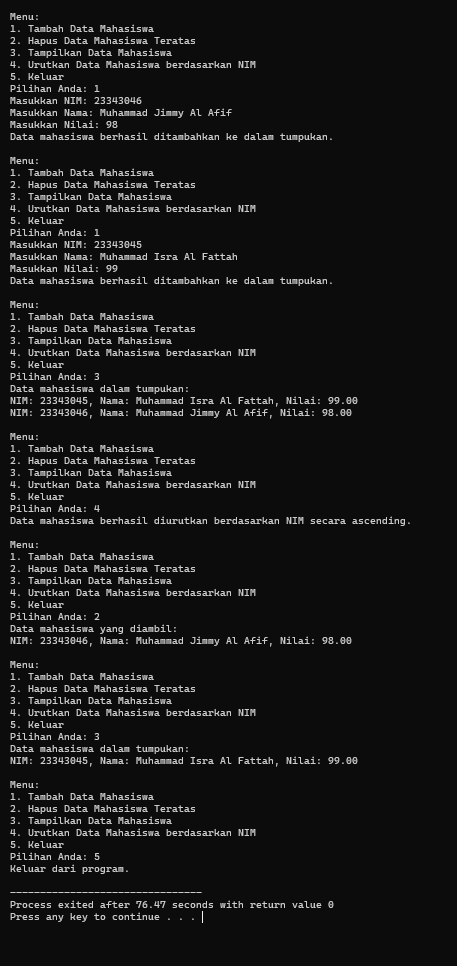 Menu:
1. Tambah Data Mahasiswa
2. Hapus Data Mahasiswa Teratas
3. Tampilkan Data Mahasiswa
4. Urutkan Data Mahasiswa berdasarkan NIM
5. Keluar
Pilihan Anda: 1
Masukkan NIM: 23343046
Masukkan Nama: Muhammad Jimmy Al Afif
Masukkan Nilai: 98
Data mahasiswa berhasil ditambahkan ke dalam tumpukan.

Menu:
1. Tambah Data Mahasiswa
2. Hapus Data Mahasiswa Teratas
3. Tampilkan Data Mahasiswa
4. Urutkan Data Mahasiswa berdasarkan NIM
5. Keluar
Pilihan Anda: 1
Masukkan NIM: 23343045
Masukkan Nama: Muhammad Isra Al Fattah
Masukkan Nilai: 99
Data mahasiswa berhasil ditambahkan ke dalam tumpukan.

Menu:
1. Tambah Data Mahasiswa
2. Hapus Data Mahasiswa Teratas
3. Tampilkan Data Mahasiswa
4. Urutkan Data Mahasiswa berdasarkan NIM
5. Keluar
Pilihan Anda: 3
Data mahasiswa dalam tumpukan:
NIM: 23343045, Nama: Muhammad Isra Al Fattah, Nilai: 99.00
NIM: 23343046, Nama: Muhammad Jimmy Al Afif, Nilai: 98.00

Menu:
1. Tambah Data Mahasiswa
2. Hapus Data Mahasiswa Teratas
3. Tampilkan Data Mahasiswa
4. Urutkan Data Mahasiswa berdasarkan NIM
5. Keluar
Pilihan Anda: 4
Data mahasiswa berhasil diurutkan berdasarkan NIM secara ascending.

Menu:
1. Tambah Data Mahasiswa
2. Hapus Data Mahasiswa Teratas
3. Tampilkan Data Mahasiswa
4. Urutkan Data Mahasiswa berdasarkan NIM
5. Keluar
Pilihan Anda: 2
Data mahasiswa yang diambil:
NIM: 23343046, Nama: Muhammad Jimmy Al Afif, Nilai: 98.00

Menu:
1. Tambah Data Mahasiswa
2. Hapus Data Mahasiswa Teratas
3. Tampilkan Data Mahasiswa
4. Urutkan Data Mahasiswa berdasarkan NIM
5. Keluar
Pilihan Anda: 3
Data mahasiswa dalam tumpukan:
NIM: 23343045, Nama: Muhammad Isra Al Fattah, Nilai: 99.00

Menu:
1. Tambah Data Mahasiswa
2. Hapus Data Mahasiswa Teratas
3. Tampilkan Data Mahasiswa
4. Urutkan Data Mahasiswa berdasarkan NIM
5. Keluar
Pilihan Anda: 5
Keluar dari program.

--------------------------------
Process exited after 76.47 seconds with return value 0
Press any key to continue . . .